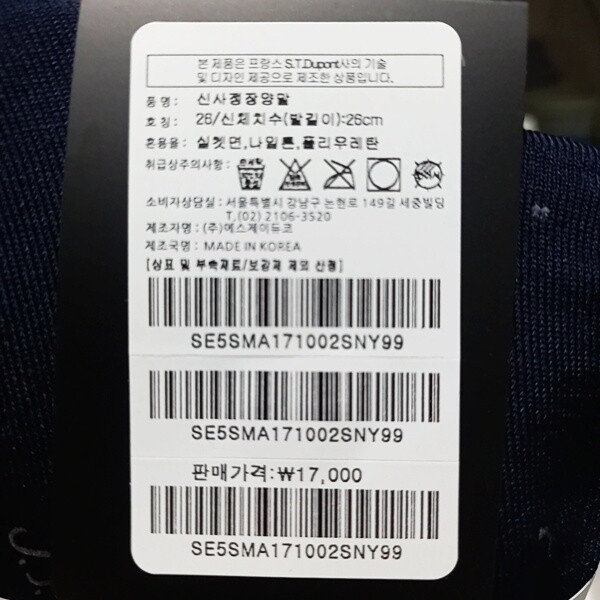 본 제품은 프랑스 S.T.Dupont사의 기술
및 디자인 제공으로 제조한 상품입니다.
품명: 신사정장양말
호칭: 26/신체치수(발길이):26cm
혼용율: 실켓면,나일론,폴리우레탄
취급상주의사항:
소비자상담실: 서울특별시 강남구 논현로 149길 세중빌딩
T.(02) 2106-3520
제조자명: (주)에스제이듀코
제조국명: MADE IN KOREA
[상표 및 부속재료/보강제 제외 산정]
SE5SMA171002SNY99
SE5SMA171002SNY99
판매가격:₩17,000
SE5SMA171002SNY99